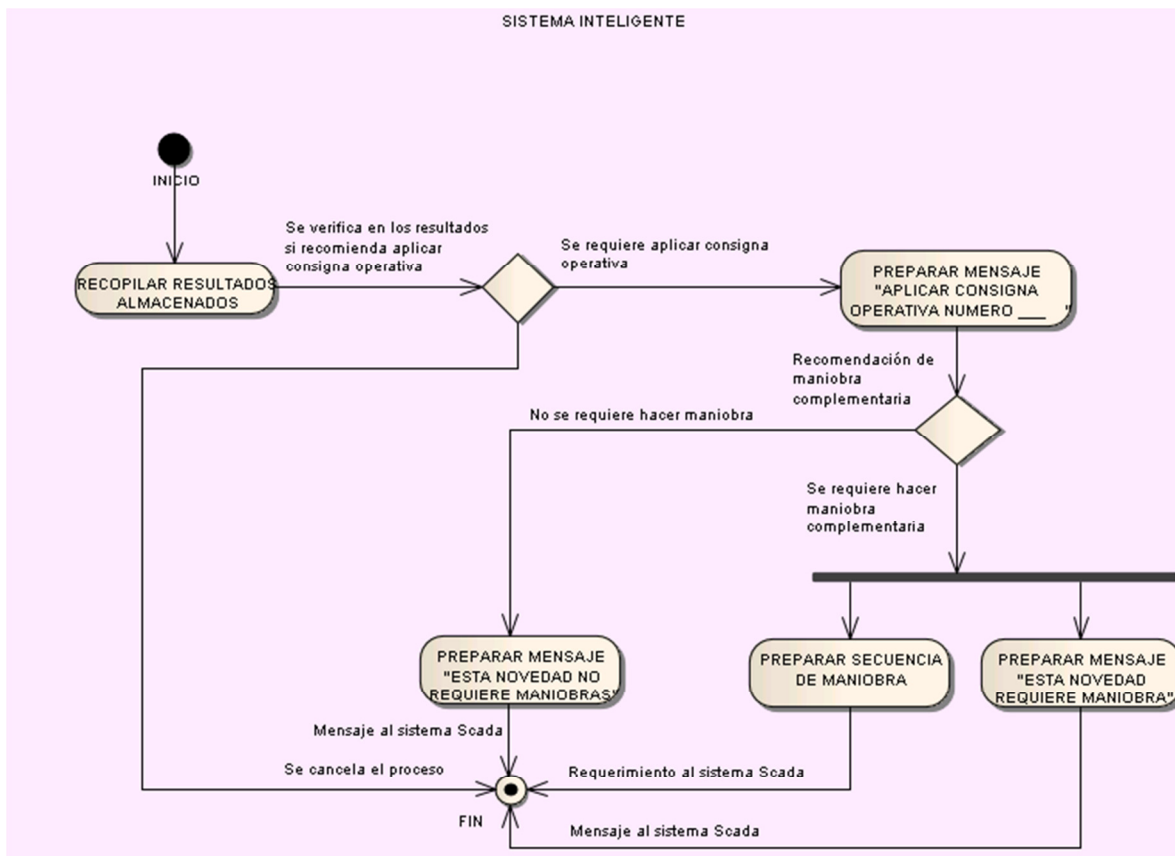 SISTEMA INTELIGENTE
INICIO
Se verifica en los resultados
si recomienda aplicar
consigna operativa
Se requiere aplicar consigna
operativa
RECOPILAR RESULTADOS
ALMACENADOS
PREPARAR MENSAJE
"APLICAR CONSIGNA
OPERATIVA NUMERO ___ "
Recomendación de
maniobra
complementaria
No se requiere hacer maniobra
Se requiere hacer
maniobra
complementaria
PREPARAR MENSAJE
"ESTA NOVEDAD NO
REQUIERE MANIOBRAS"
PREPARAR SECUENCIA
DE MANIOBRA
PREPARAR MENSAJE
"ESTA NOVEDAD
REQUIERE MANIOBRA"
Mensaje al sistema Scada
Se cancela el proceso
Requerimiento al sistema Scada
FIN
Mensaje al sistema Scada